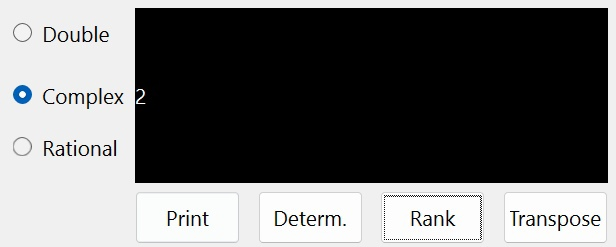 Double
Complex 2
Rational
Print Determ. Rank Transpose